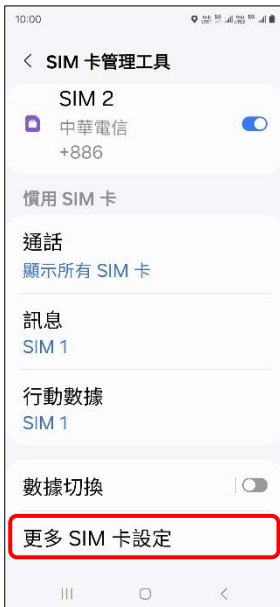 10:00
SIM 卡管理工具
SIM 2
中華電信
+886
慣用 SIM 卡
通話
顯示所有 SIM 卡
訊息
SIM 1
行動數據
SIM 1
數據切換
更多 SIM 卡設定